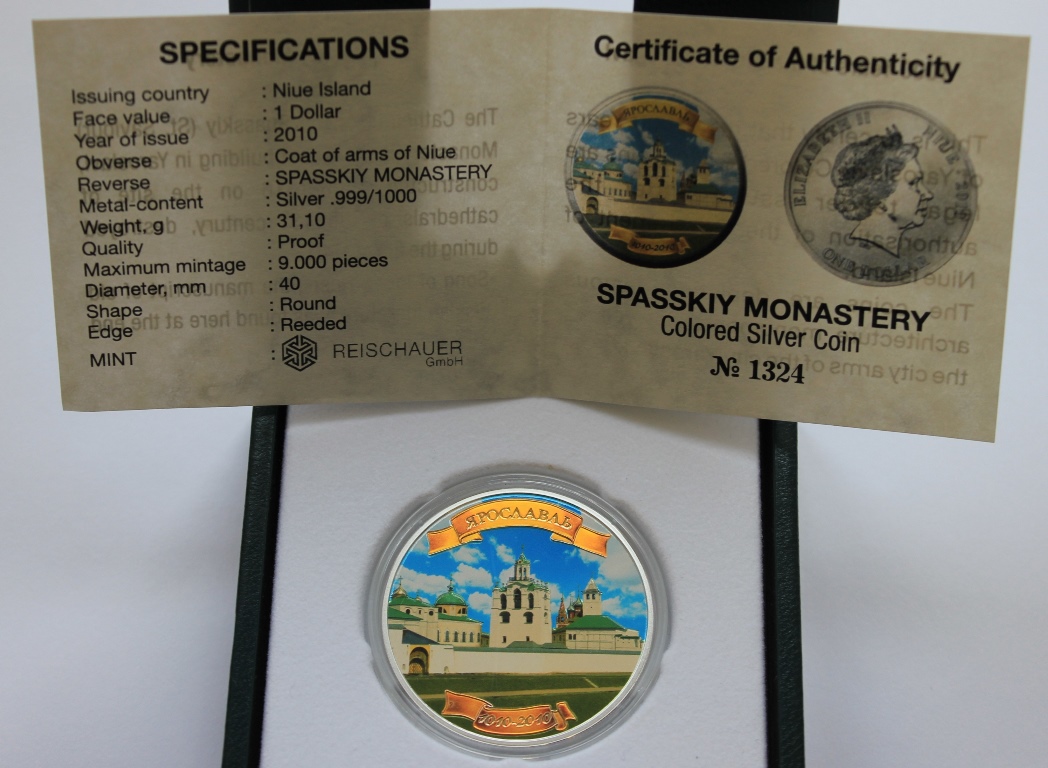 SPECIFICATIONS
Issuing country : Niue Island
Face value : 1 Dollar
Year of issue : 2010
Obverse : Coat of arms of Niue
Reverse : SPASSKIY MONASTERY
Metal-content : Silver .999/1000
Weight, g : 31,10
Quality : Proof
Maximum mintage : 9.000 pieces
Diameter, mm : 40
Shape : Round
Edge : Reeded
MINT : REISCHAUER
GmbH
Certificate of Authenticity
ЯРОСЛАВЛЬ
1010-2010
ELIZABETH II NIUE
SPASSKIY MONASTERY
Colored Silver Coin
№ 1324
ЯРОСЛАВЛЬ
1010-2010